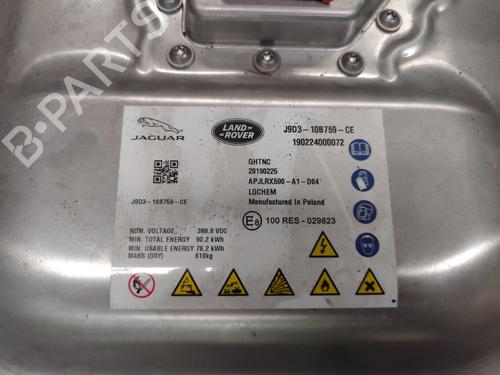 B-PARTS
JAGUAR
LAND-
ROVER
J9D3-10B759-CE
190224000072
GHTNC
20190225
APJLRX590-A1-D04
LGCHEM
Manufactured in Poland
J9D3-10B759-CE
E8 100 RES - 029823
NOM. VOLTAGE, 388.8 VDC
MIN. TOTAL ENERGY 90.2 kWh
MIN. USABLE ENERGY 76.2 kWh
MASS (DRY) 610kg